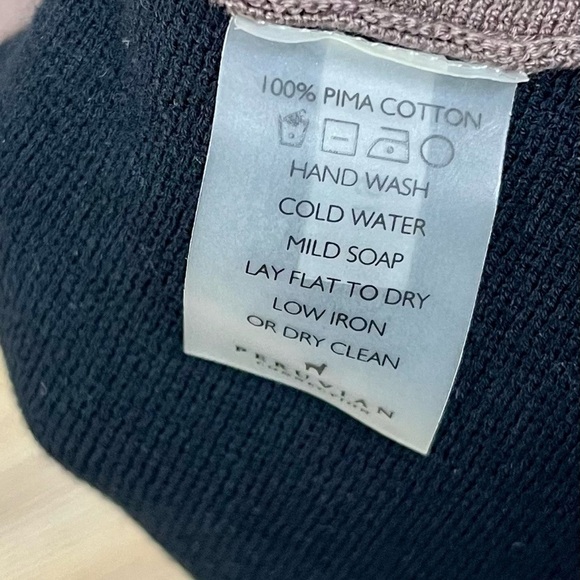 100% PIMA COTTON
HAND WASH
COLD WATER
MILD SOAP
LAY FLAT TO DRY
LOW IRON
OR DRY CLEAN
PERUVIAN
CONNECTION